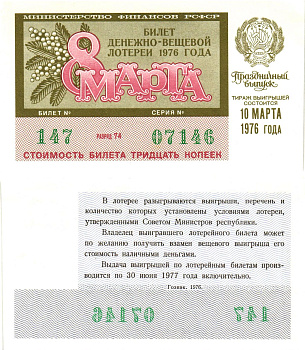 МИНИСТЕРСТВО ФИНАНСОВ РСФСР
БИЛЕТ
ДЕНЕЖНО-ВЕЩЕВОЙ
ЛОТЕРЕИ 1976 ГОДА
8 МАРТА
БИЛЕТ № СЕРИЯ №
147 РАЗРЯД 74 07146
СТОИМОСТЬ БИЛЕТА ТРИДЦАТЬ КОПЕЕК
Праздничный
выпуск
ТИРАЖ ВЫИГРЫШЕЙ
СОСТОИТСЯ
10 МАРТА
1976 ГОДА
В лотерее разыгрываются выигрыши, перечень и
количество которых установлены условиями лотереи,
утвержденными Советом Министров республики.
Владелец выигравшего лотерейного билета может
по желанию получить взамен вещевого выигрыша его
стоимость наличными деньгами.
Выдача выигрышей по лотерейным билетам произ-
водится по 30 июня 1977 года включительно.
Гознак. 1976.
07146 147